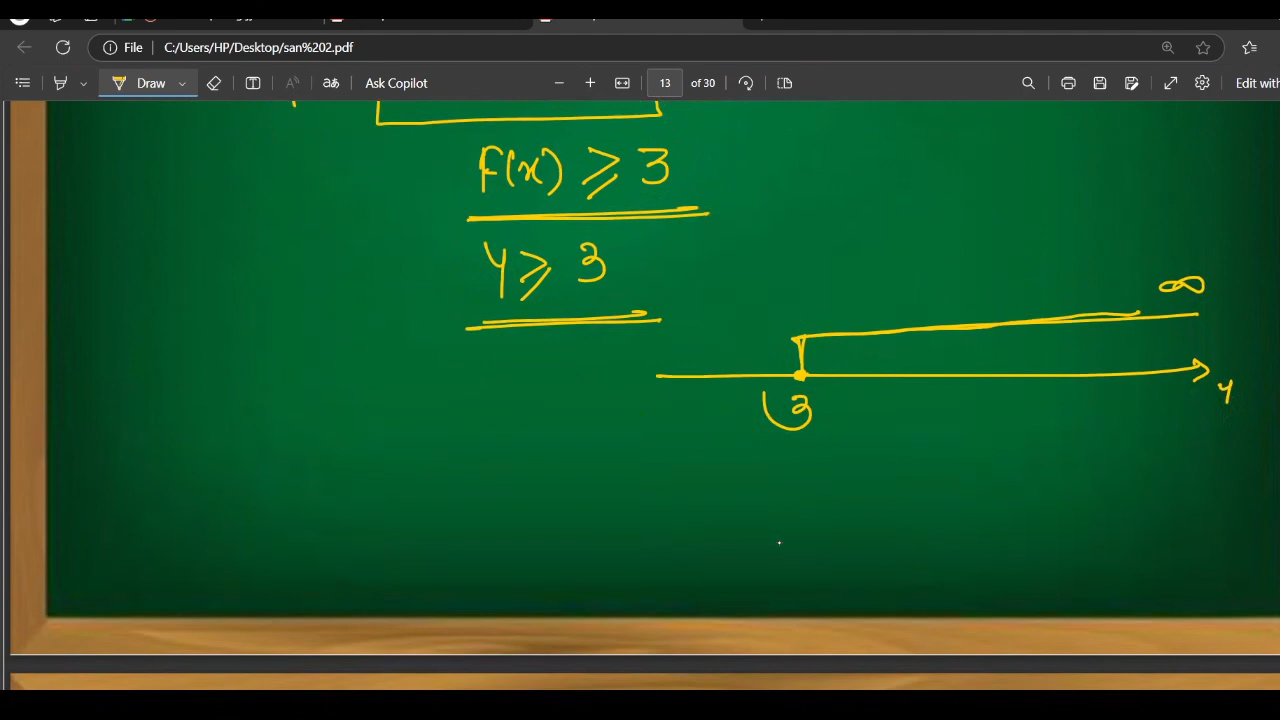 File | C:/Users/HP/Desktop/san%202.pdf
Draw Ask Copilot 13 of 30 Edit with
F(x) ⩾ 3
Y ⩾ 3
∞
3
y